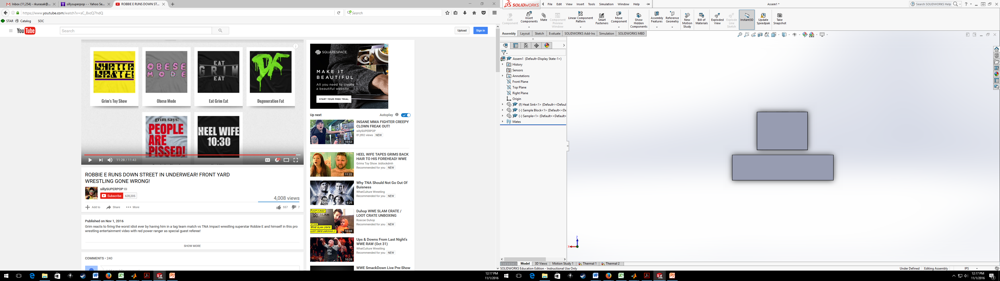 Inbox (11,254) - rkurasak@...
sillysuperpop - - Yahoo Se...
ROBBIE E RUNS DOWN ST...
https://www.youtube.com/watch?v=sC_8xcQ7hdQ
Search
STAR
Catalog
SOC
YouTube
Search
Upload
Sign in
WHATTA
WASTE!
Grim's Toy Show
OBESE
MODE
Obese Mode
EAT
GRIM
EAT
Eat Grim Eat
Degeneration Fat
grim says:
PEOPLE
ARE
PISSED!
HEEL WIFE
10:30
11:28 / 11:43
CC
HD
ROBBIE E RUNS DOWN STREET IN UNDERWEAR! FRONT YARD
WRESTLING GONE WRONG!
sillySUPERPOP
Subscribe
628,205
4,008 views
Add to
Share
More
557
7
Published on Nov 1, 2016
Grim reacts to firing the worst idiot ever by having him in a tag team match vs TNA Impact wrestling superstar Robbie E and himself in this pro
wrestling entertainment video with red power ranger as special guest referee!
SHOW MORE
COMMENTS • 240
Add a public comment...
SQUARESPACE
MAKE IT
BEAUTIFUL
All you need to create
a beautiful website.
START YOUR FREE TRIAL
Up next
Autoplay
INSANE MMA FIGHTER CREEPY
CLOWN FREAK OUT!
sillySUPERPOP
81,892 views NEW
10:53
HEEL WIFE TAPES GRIMS BACK
HAIR TO HIS FOREHEAD! WWE
Grims Toy Show .kidlockdmh
Recommended for you NEW
11:22
Why TNA Should Not Go Out Of
Buisness
WhatCulture Wrestling
Recommended for you NEW
8:25
Duhop WWE SLAM CRATE /
LOOT CRATE UNBOXING
Roscoe Duhop
Recommended for you NEW
DUHOP & ENZO
SLAM
WWE SLAM CRATE
LOOT CRATE UNBOXING..!!
10:08
Ups & Downs From Last Night's
WWE RAW (Oct 31)
WhatCulture Wrestling
Recommended for you NEW
10:28
WWE SmackDown Live Pre-Show
12:17 PM
11/1/2016
SOLIDWORKS
File
Edit
View
Insert
Tools
Simulation
Window
Help
Assem1 *
Search SOLIDWORKS Help
Edit
Component
Insert
Components
Mate
Component
Preview
Window
Linear Component
Pattern
Smart
Fasteners
Move
Component
Show
Hidden
Components
Assembly
Features
Reference
Geometry
New
Motion
Study
Bill of
Materials
Exploded
View
Explode
Line
Sketch
Instant3D
Update
Speedpak
Take
Snapshot
Assembly
Layout
Sketch
Evaluate
SOLIDWORKS Add-Ins
Simulation
SOLIDWORKS MBD
Assem1 (Default<Display State-1>)
History
Sensors
Annotations
Front Plane
Top Plane
Right Plane
Origin
(f) Heat Sink<1> (Default<<Defaul
(-) Sample Block<1> (Default<<De
(-) Sample<1> (Default<<Default>
Mates
Z
X
Model
3D Views
Motion Study 1
Thermal 1
Thermal 2
SOLIDWORKS Education Edition - Instructional Use Only
Under Defined
Editing Assembly
IPS
12:17 PM
11/1/2016